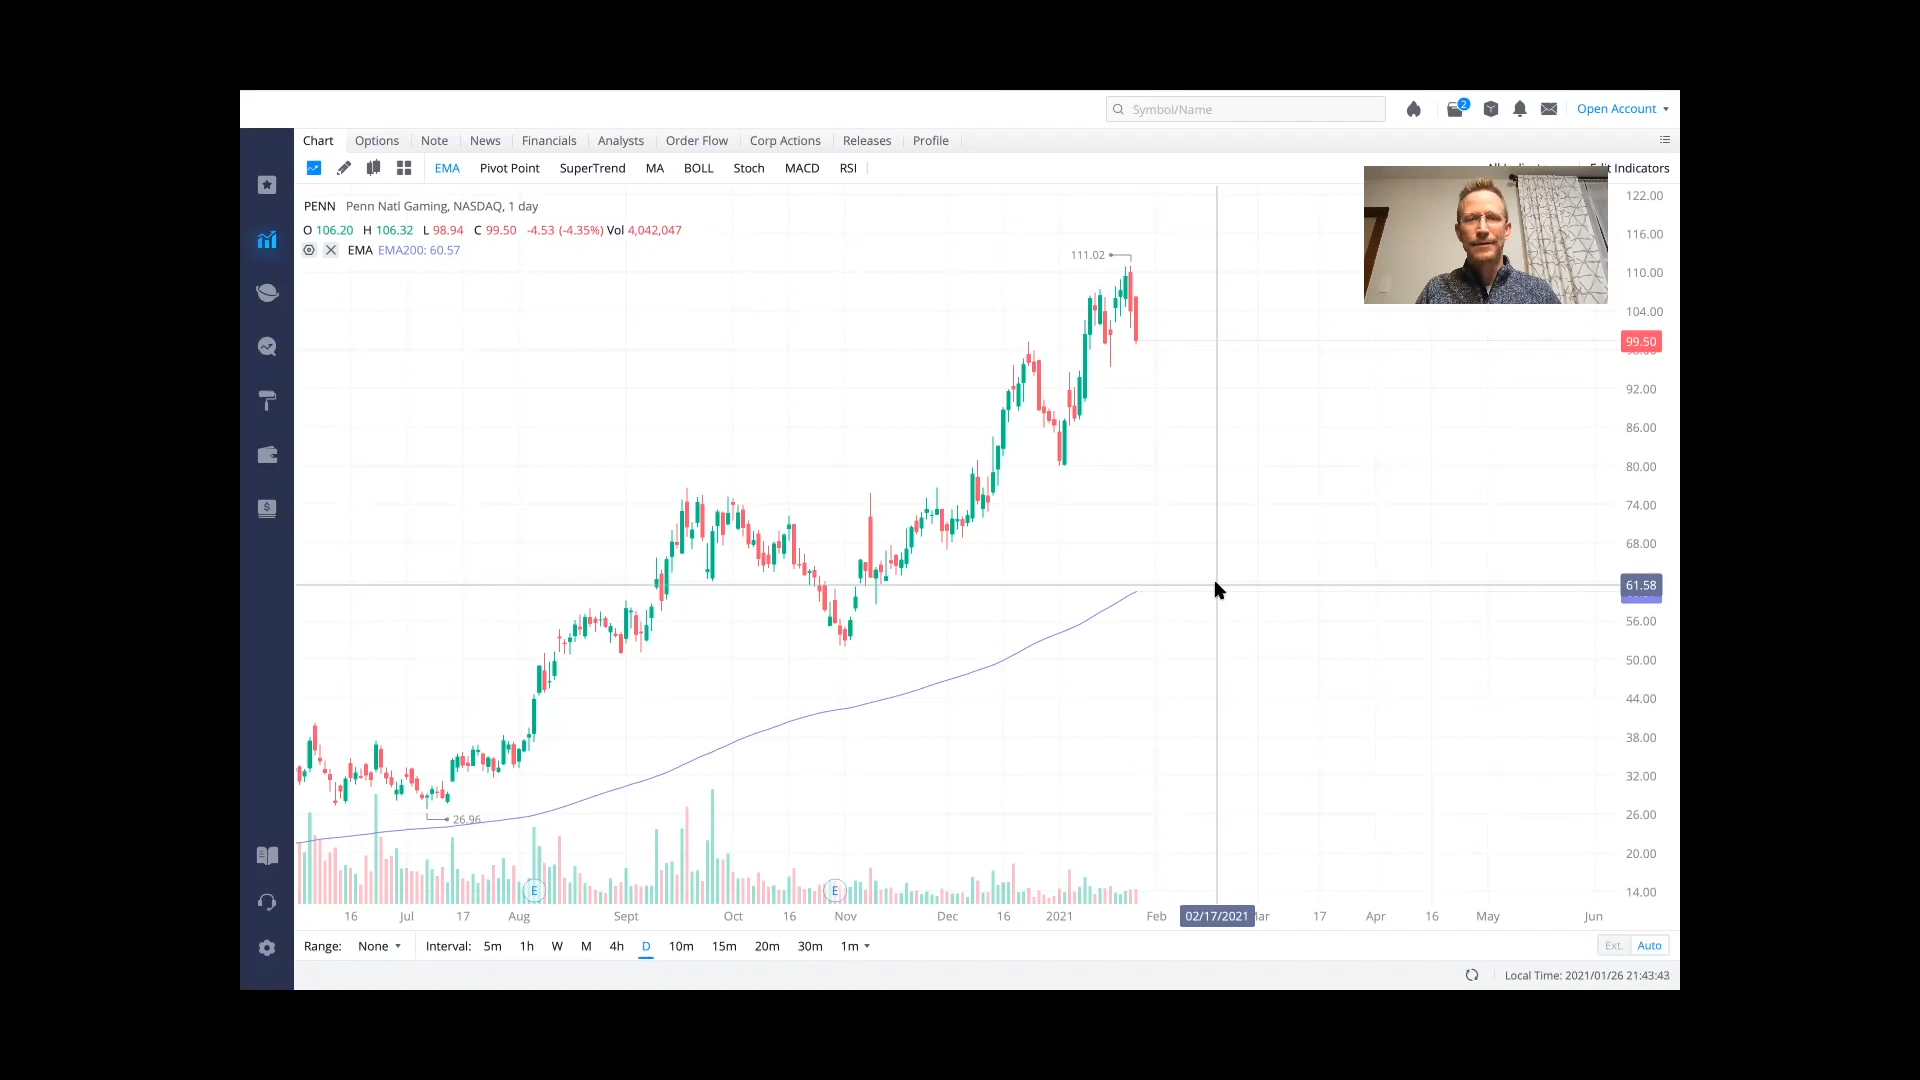 Symbol/Name
2
Open Account
Chart Options Note News Financials Analysts Order Flow Corp Actions Releases Profile
EMA Pivot Point SuperTrend MA BOLL Stoch MACD RSI
Indicators
PENN Penn Natl Gaming, NASDAQ, 1 day
O 106.20 H 106.32 L 98.94 C 99.50 -4.53 (-4.35%) Vol 4,042,047
EMA EMA200: 60.57
111.02
26.96
E
E
122.00
116.00
110.00
104.00
99.50
92.00
86.00
80.00
74.00
68.00
61.58
56.00
50.00
44.00
38.00
32.00
26.00
20.00
14.00
16 Jul 17 Aug Sept Oct 16 Nov Dec 16 2021 Feb 02/17/2021 17 Apr 16 May Jun
Range: None Interval: 5m 1h W M 4h D 10m 15m 20m 30m 1m
Ext. Auto
Local Time: 2021/01/26 21:43:43